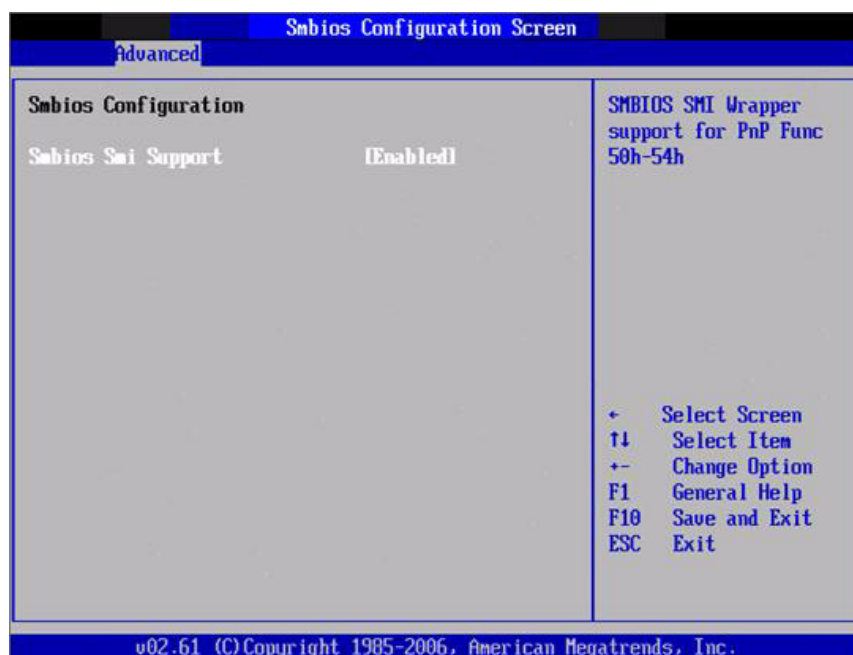 Smbios Configuration Screen
Advanced
Smbios Configuration
Smbios Smi Support [Enabled]
SMBIOS SMI Wrapper
support for PnP Func
50h-54h
← Select Screen
↑↓ Select Item
+- Change Option
F1 General Help
F10 Save and Exit
ESC Exit
v02.61 (C)Copyright 1985-2006, American Megatrends, Inc.